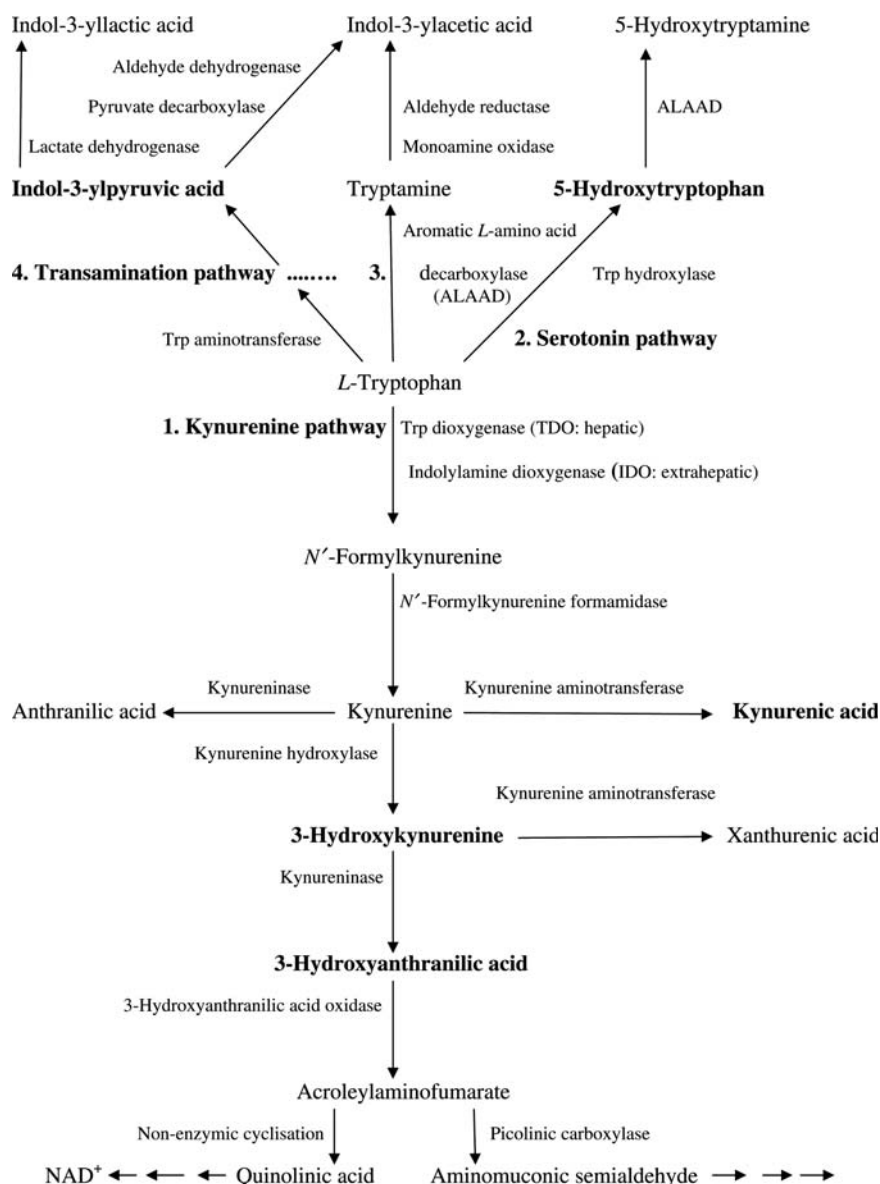 Indol-3-yllactic acid Indol-3-ylacetic acid 5-Hydroxytryptamine
Aldehyde dehydrogenase
Pyruvate decarboxylase Aldehyde reductase ALAAD
Lactate dehydrogenase Monoamine oxidase
Indol-3-ylpyruvic acid Tryptamine 5-Hydroxytryptophan
Aromatic L-amino acid
4. Transamination pathway ........ 3. decarboxylase Trp hydroxylase
(ALAAD)
Trp aminotransferase 2. Serotonin pathway
L-Tryptophan
1. Kynurenine pathway Trp dioxygenase (TDO: hepatic)
Indolylamine dioxygenase (IDO: extrahepatic)
N′-Formylkynurenine
N′-Formylkynurenine formamidase
Kynureninase Kynurenine aminotransferase
Anthranilic acid Kynurenine Kynurenic acid
Kynurenine hydroxylase
Kynurenine aminotransferase
3-Hydroxykynurenine Xanthurenic acid
Kynureninase
3-Hydroxyanthranilic acid
3-Hydroxyanthranilic acid oxidase
Acroleylaminofumarate
Non-enzymic cyclisation Picolinic carboxylase
NAD+ Quinolinic acid Aminomuconic semialdehyde